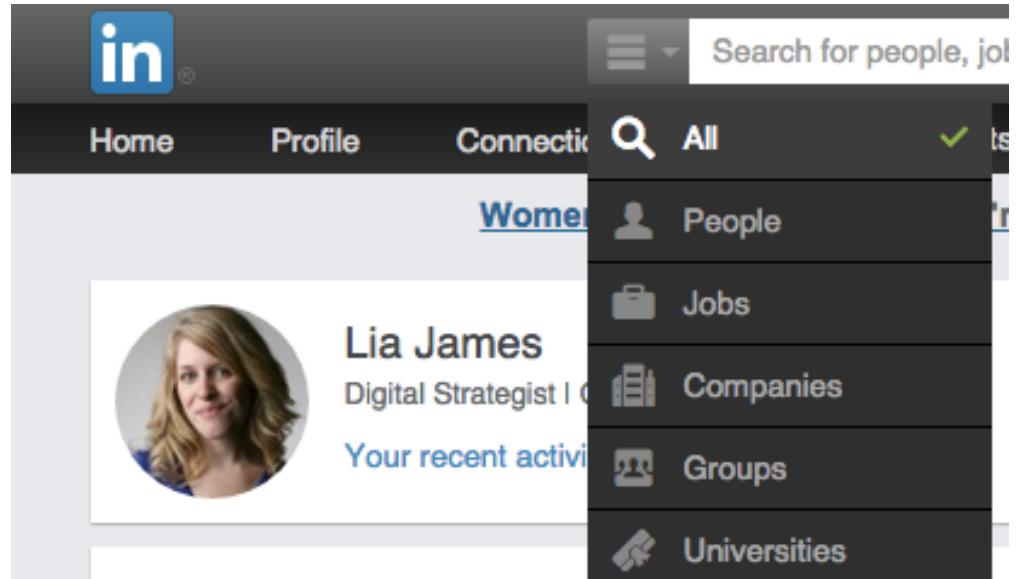 in ®
Search for people, job
Home Profile Connectio ts
All
Women 'r
People
Jobs
Lia James
Digital Strategist | C
Companies
Your recent activi
Groups
Universities